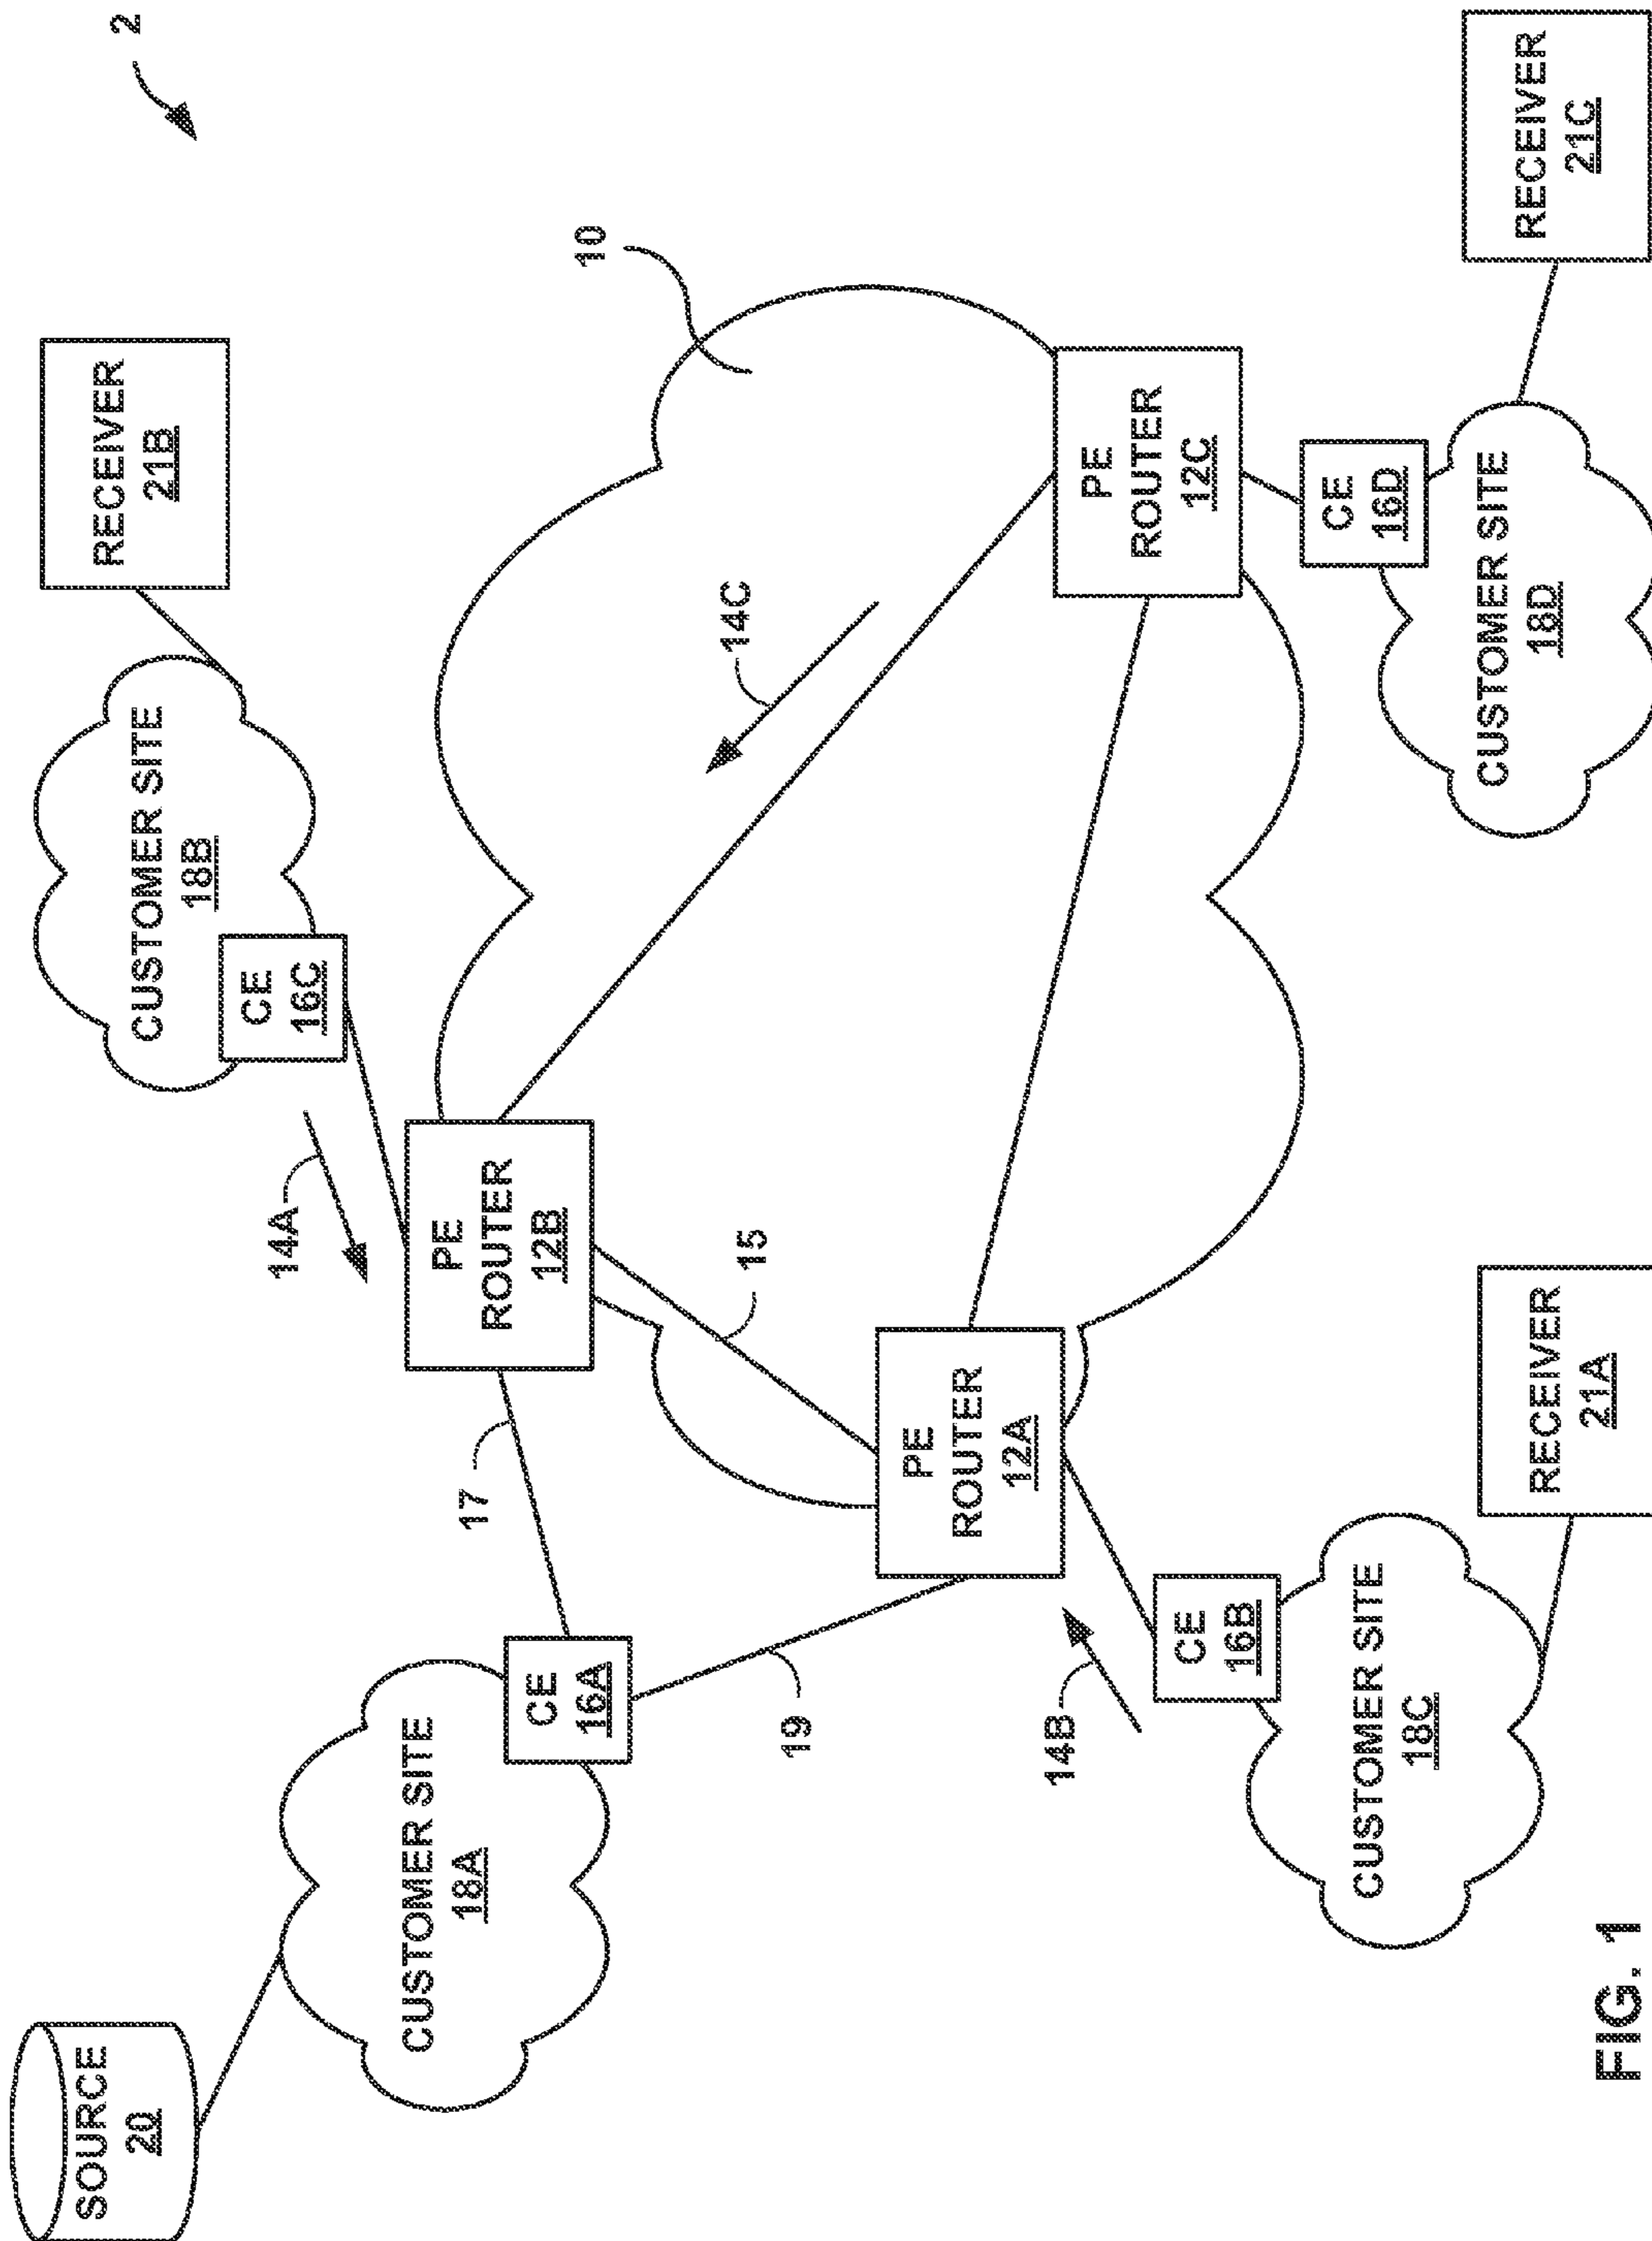 2
SOURCE
20
RECEIVER
21B
CUSTOMER SITE
18B
CE
16C
14A
CUSTOMER SITE
18A
CE
16A
17
PE
ROUTER
12B
10
14C
15
19
PE
ROUTER
12A
PE
ROUTER
12C
14B
CE
16B
CE
16D
CUSTOMER SITE
18C
CUSTOMER SITE
18D
RECEIVER
21A
RECEIVER
21C
FIG. 1